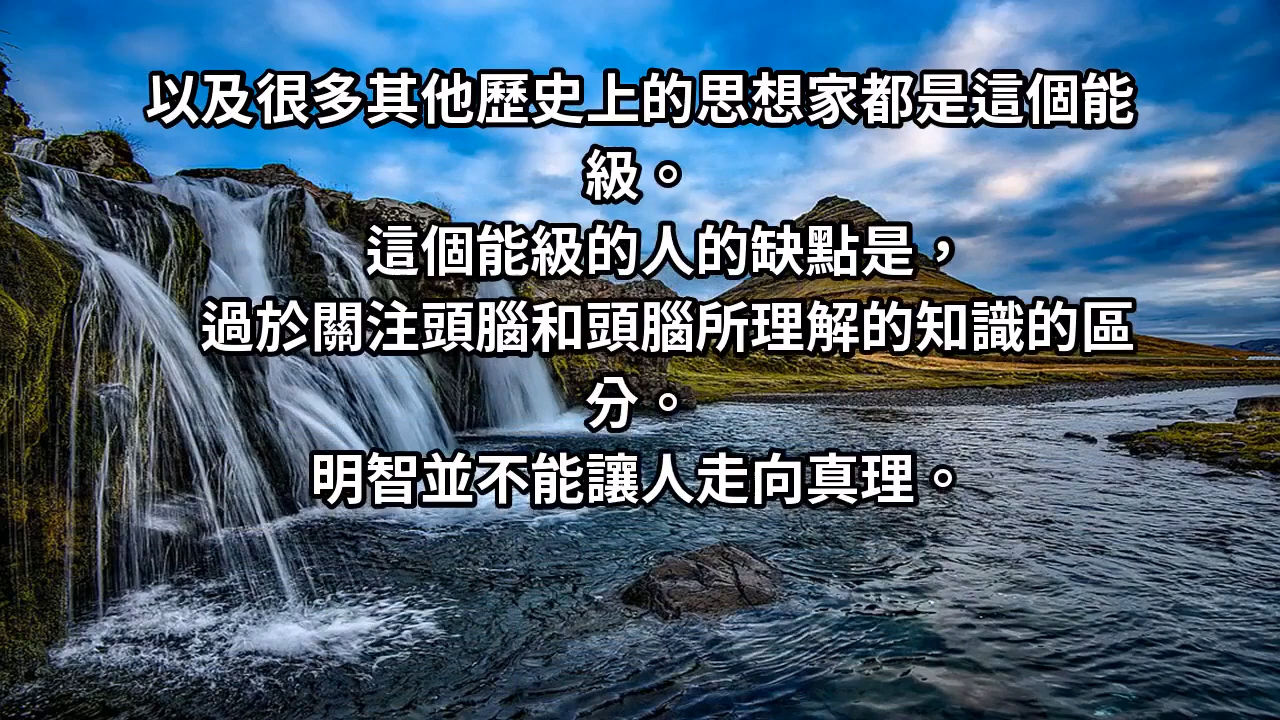 以及很多其他歷史上的思想家都是這個能
級。
這個能級的人的缺點是，
過於關注頭腦和頭腦所理解的知識的區
分。
明智並不能讓人走向真理。